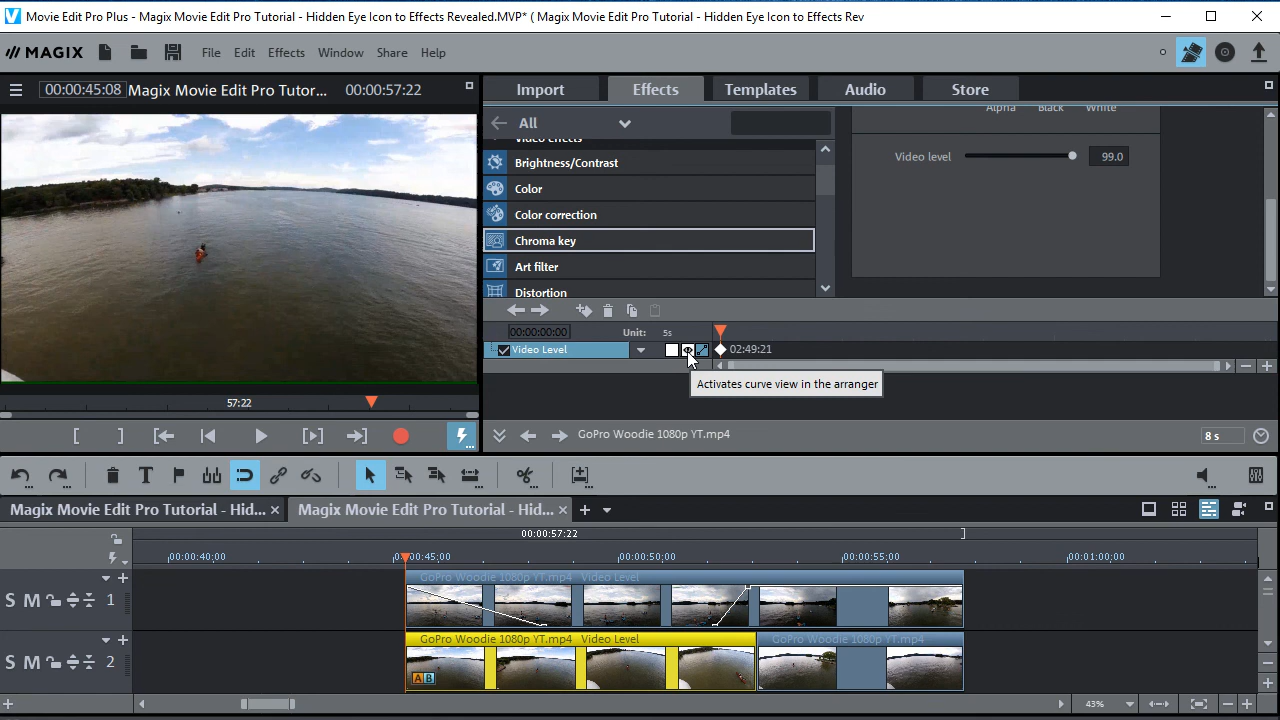 Movie Edit Pro Plus - Magix Movie Edit Pro Tutorial - Hidden Eye Icon to Effects Revealed.MVP* ( Magix Movie Edit Pro Tutorial - Hidden Eye Icon to Effects Rev
MAGIX File Edit Effects Window Share Help
00:00:45:08 Magix Movie Edit Pro Tutor... 00:00:57:22
Import Effects Templates Audio Store
All
Video effects
Brightness/Contrast
Color
Color correction
Chroma key
Art filter
Distortion
Alpha Black White
Video level 99.0
00:00:00:00 Unit: 5s
Video Level 02:49:21
Activates curve view in the arranger
57:22
GoPro Woodie 1080p YT.mp4 8 s
Magix Movie Edit Pro Tutorial - Hid... × Magix Movie Edit Pro Tutorial - Hid... ×
00:00:57:22
00:00:40:00 00:00:45:00 00:00:50:00 00:00:55:00 00:01:00:00
GoPro Woodie 1080p YT.mp4 Video Level
S M 1
GoPro Woodie 1080p YT.mp4 Video Level GoPro Woodie 1080p YT.mp4
S M 2
A B
43%